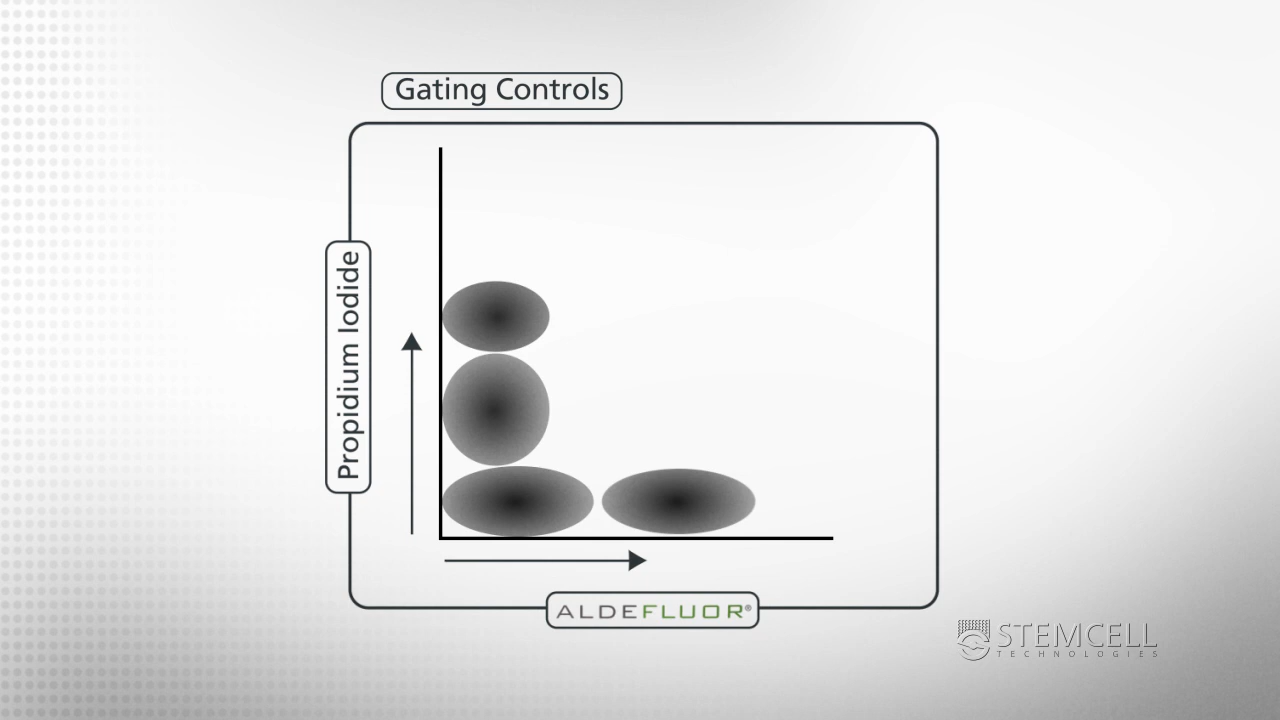 Gating Controls
Propidium Iodide
ALDEFLUOR®
STEMCELL
TECHNOLOGIES